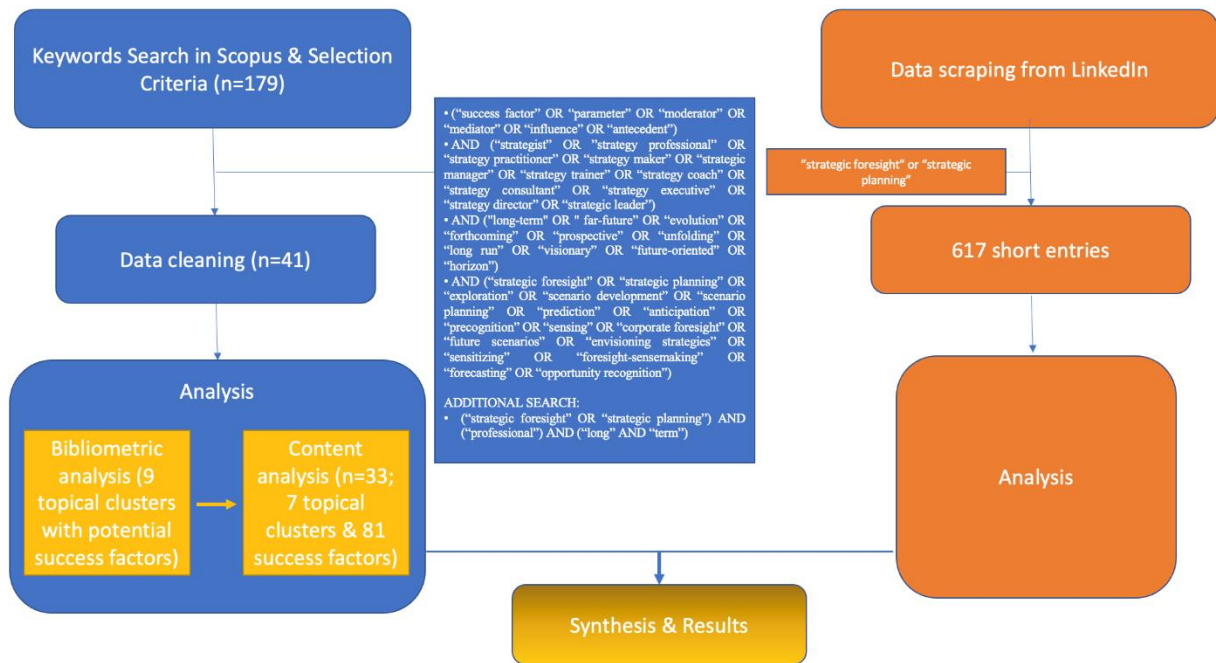 Keywords Search in Scopus & Selection
Criteria (n=179)
Data cleaning (n=41)
Analysis
Bibliometric
analysis (9
topical clusters
with potential
success factors)
Content
analysis (n=33;
7 topical
clusters & 81
success factors)
• (“success factor” OR “parameter” OR “moderator” OR
“mediator” OR “influence” OR “antecedent”)
• AND (“strategist” OR ”strategy professional” OR
“strategy practitioner” OR “strategy maker” OR “strategic
manager” OR “strategy trainer” OR “strategy coach” OR
“strategy consultant” OR “strategy executive” OR
“strategy director” OR “strategic leader”)
• AND ("long-term" OR " far-future” OR “evolution” OR
“forthcoming” OR “prospective” OR “unfolding” OR
“long run” OR “visionary” OR “future-oriented” OR
“horizon”)
• AND (“strategic foresight” OR “strategic planning” OR
“exploration” OR “scenario development” OR “scenario
planning” OR “prediction” OR “anticipation” OR
“precognition” OR “sensing” OR “corporate foresight” OR
“future scenarios” OR “envisioning strategies” OR
“sensitizing” OR “foresight-sensemaking” OR
“forecasting” OR “opportunity recognition”)
ADDITIONAL SEARCH:
• (“strategic foresight” OR “strategic planning”) AND
(“professional”) AND (“long” AND “term”)
Data scraping from LinkedIn
“strategic foresight” or “strategic
planning”
617 short entries
Analysis
Synthesis & Results